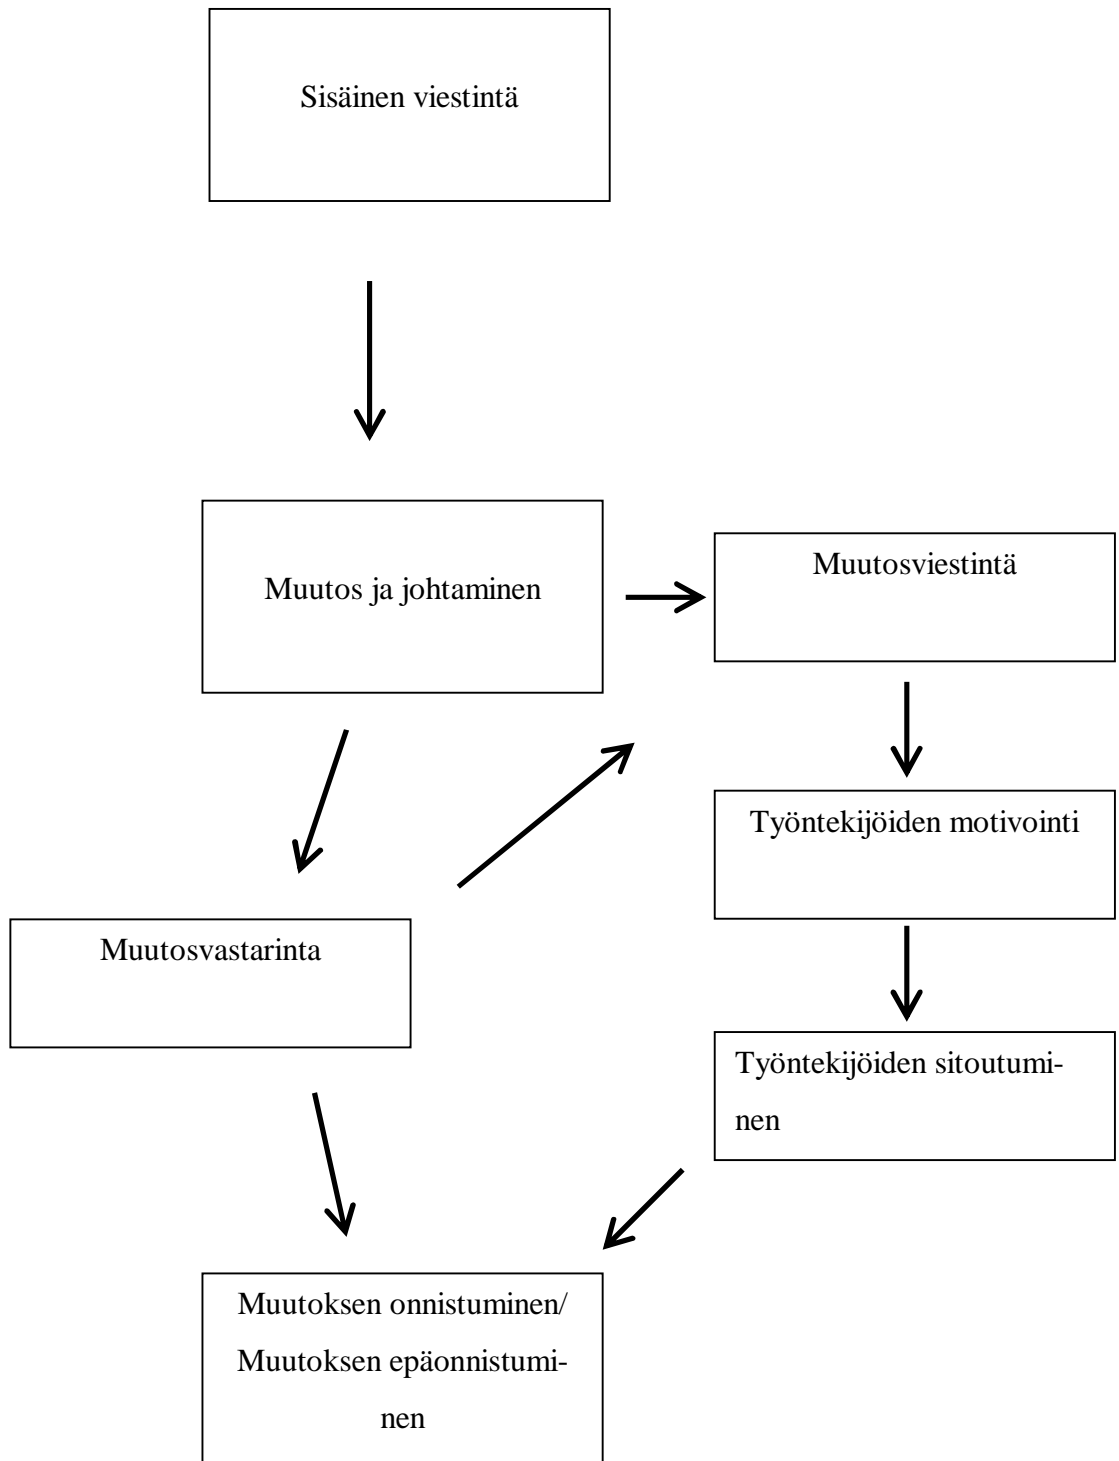 Sisäinen viestintä
Muutos ja johtaminen
Muutosviestintä
Työntekijöiden motivointi
Muutosvastarinta
Työntekijöiden sitoutumi-
nen
Muutoksen onnistuminen/
Muutoksen epäonnistumi-
nen